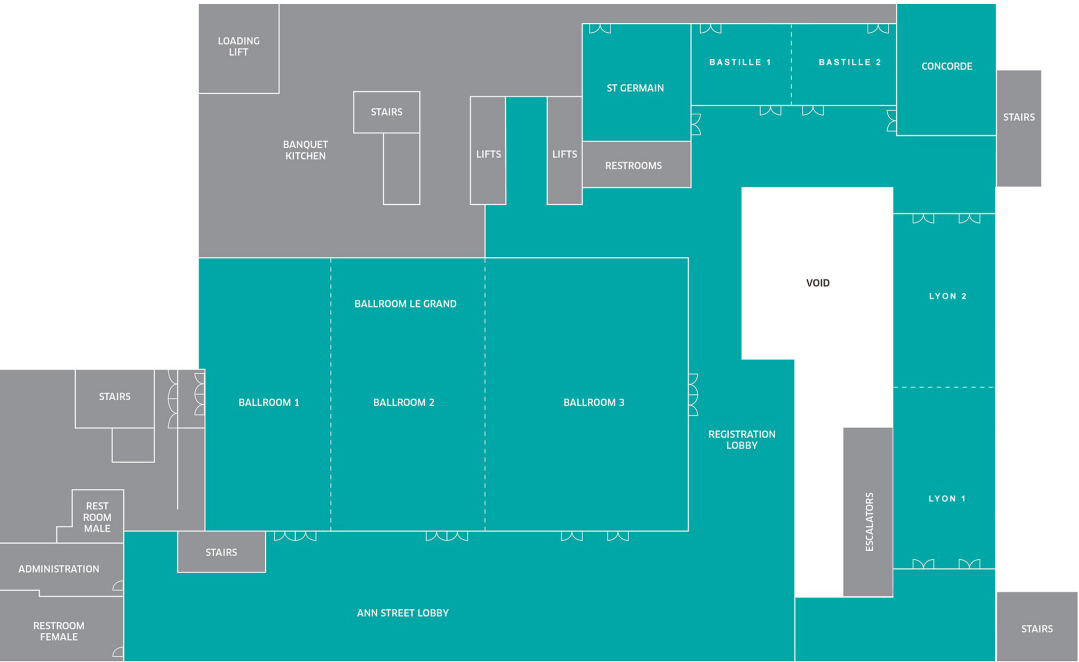 LOADING
LIFT
STAIRS
BANQUET
KITCHEN
LIFTS
LIFTS
ST GERMAIN
RESTROOMS
BASTILLE 1
BASTILLE 2
CONCORDE
STAIRS
VOID
LYON 2
BALLROOM LE GRAND
BALLROOM 1
BALLROOM 2
BALLROOM 3
REGISTRATION
LOBBY
STAIRS
REST
ROOM
MALE
ADMINISTRATION
RESTROOM
FEMALE
STAIRS
ANN STREET LOBBY
ESCALATORS
LYON 1
STAIRS